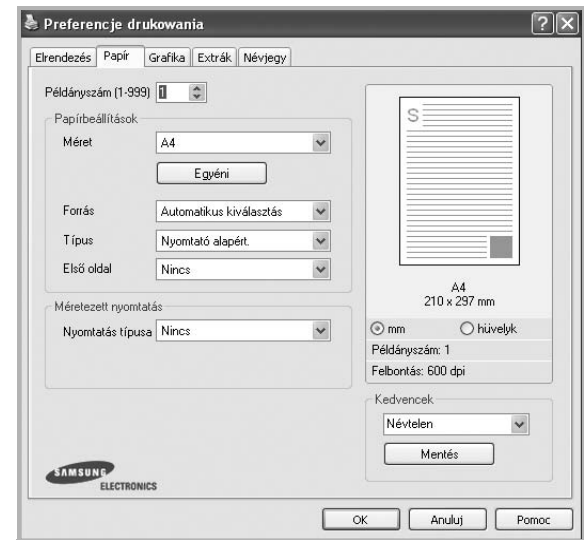 Preferencje drukowania
Elrendezés Papír Grafika Extrák Névjegy
Példányszám (1-999) 1
Papírbeállítások
Méret A4
Egyéni
Forrás Automatikus kiválasztás
Típus Nyomtató alapért.
Első oldal Nincs
Méretezett nyomtatás
Nyomtatás típusa Nincs
SAMSUNG
ELECTRONICS
S
A4
210 x 297 mm
mm hüvelyk
Példányszám: 1
Felbontás: 600 dpi
Kedvencek
Névtelen
Mentés
OK Anuluj Pomoc